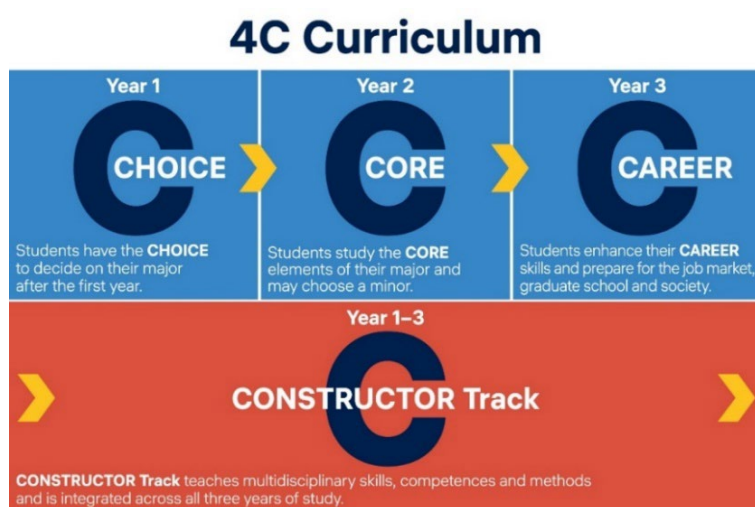 4C Curriculum
Year 1
C
CHOICE
Students have the CHOICE
to decide on their major
after the first year.
Year 2
C
CORE
Students study the CORE
elements of their major and
may choose a minor.
Year 3
C
CAREER
Students enhance their CAREER
skills and prepare for the job market,
graduate school and society.
Year 1–3
C
CONSTRUCTOR Track
CONSTRUCTOR Track teaches multidisciplinary skills, competences and methods
and is integrated across all three years of study.